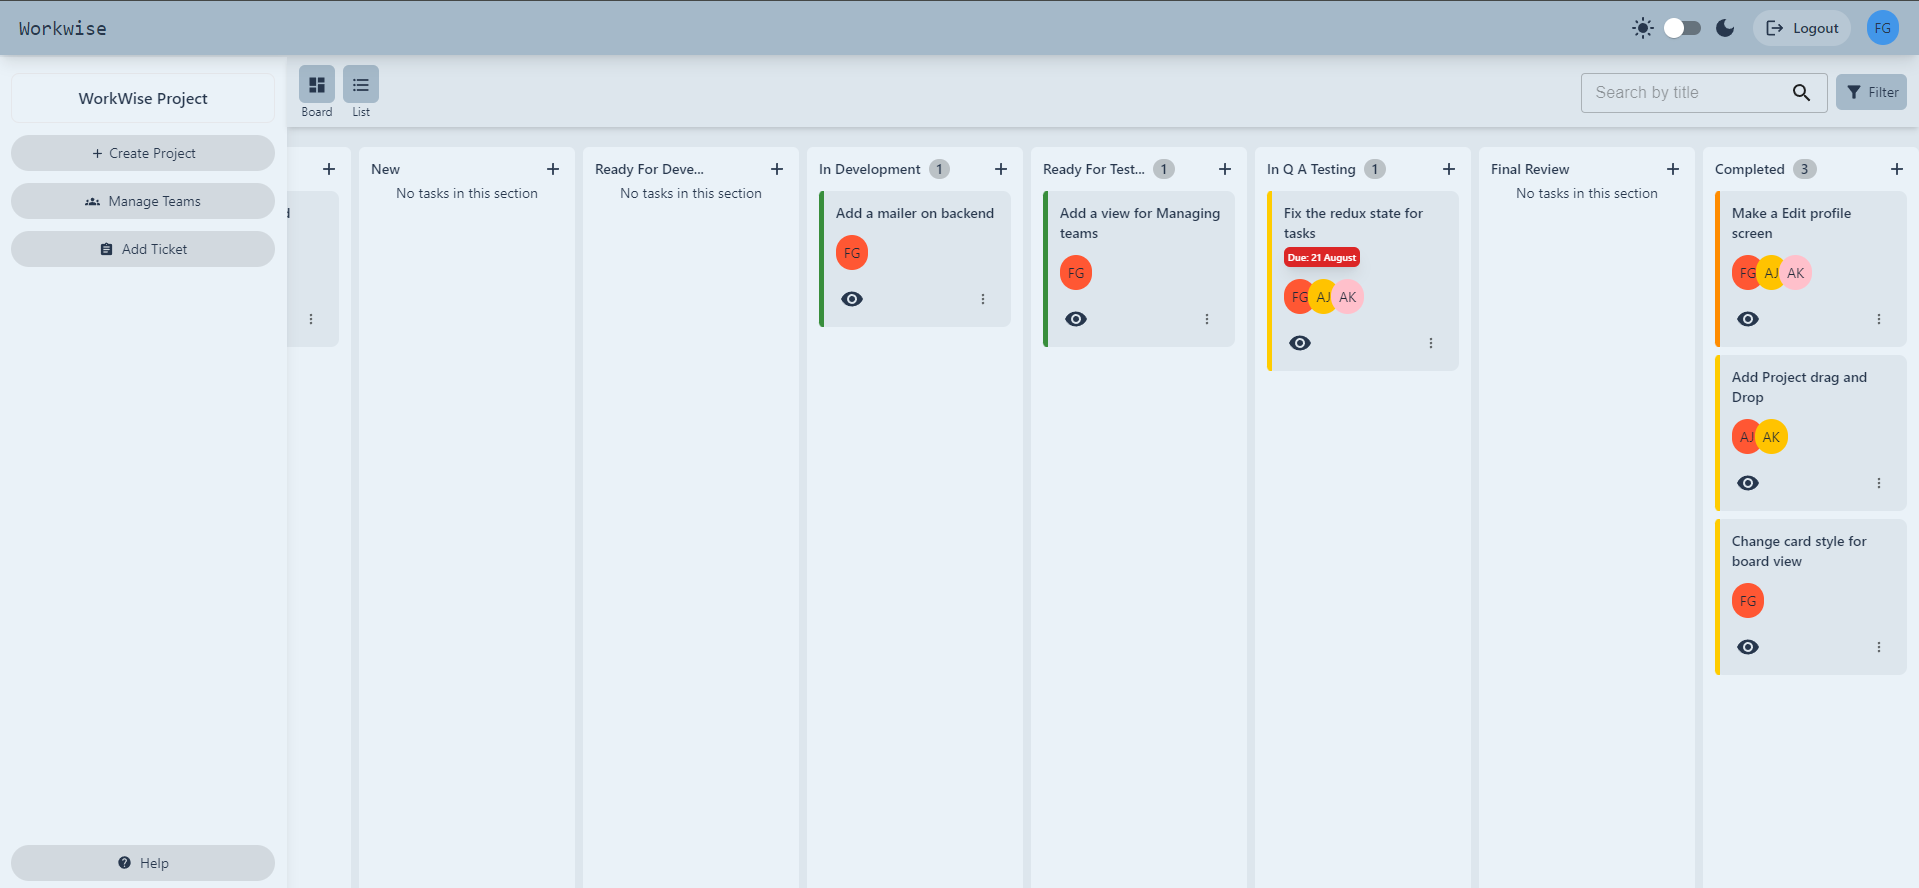 Workwise
Logout
FG
WorkWise Project
Create Project
Manage Teams
Add Ticket
Help
Board
List
Search by title
Filter
d
New
No tasks in this section
Ready For Deve...
No tasks in this section
In Development 1
Add a mailer on backend
FG
Ready For Test... 1
Add a view for Managing
teams
FG
In Q A Testing 1
Fix the redux state for
tasks
Due: 21 August
FG AJ AK
Final Review
No tasks in this section
Completed 3
Make a Edit profile
screen
FG AJ AK
Add Project drag and
Drop
AJ AK
Change card style for
board view
FG